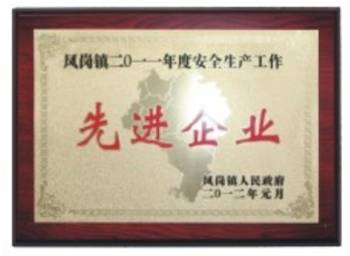 凤岗镇二〇一一年度安全生产工作
先进企业
凤岗镇人民政府
二〇一二年元月